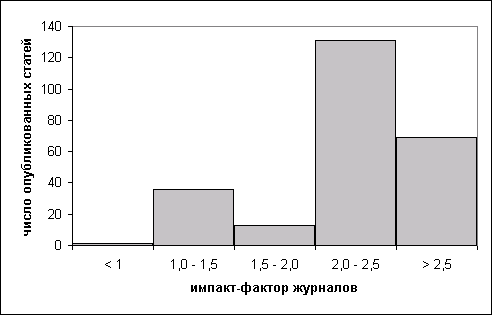 число опубликованных статей
140
120
100
80
60
40
20
0
< 1
1,0 - 1,5
1,5 - 2,0
2,0 - 2,5
> 2,5
импакт-фактор журналов